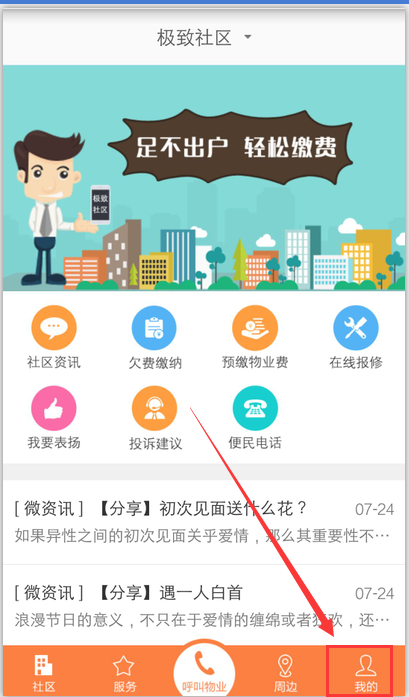 极致社区
足不出户 轻松缴费
极致
社区
社区资讯 欠费缴纳 预缴物业费 在线报修
我要表扬 投诉建议 便民电话
[ 微资讯 ] 【分享】初次见面送什么花？ 07-24
如果异性之间的初次见面关乎爱情，那么其重要性不…
[ 微资讯 ] 【分享】遇一人白首 07-24
浪漫节日的意义，不只在于爱情的缠绵或者狂欢，还…
社区 服务 呼叫物业 周边 我的